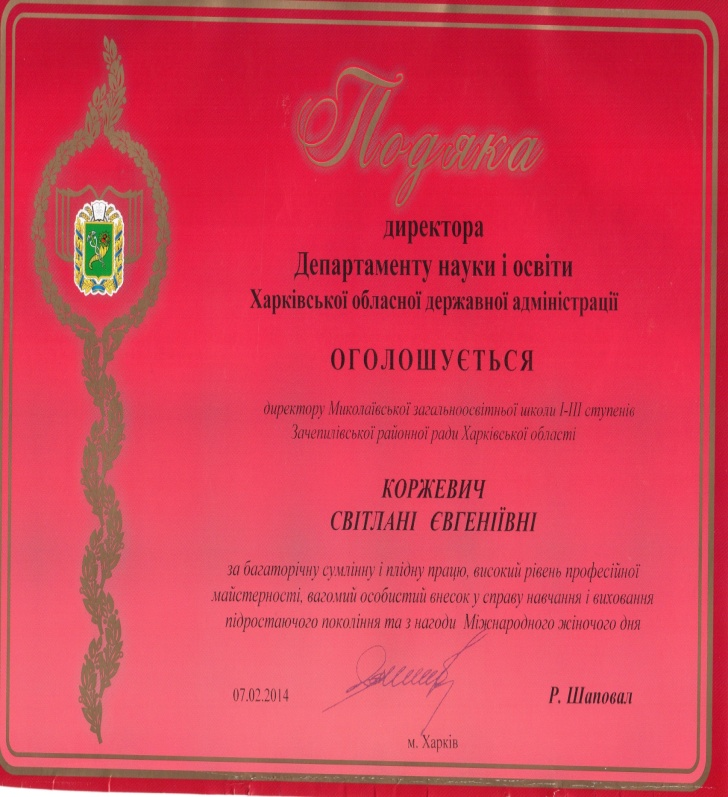 Подяка
директора
Департаменту науки і освіти
Харківської обласної державної адміністрації
ОГОЛОШУЄТЬСЯ
директору Миколаївської загальноосвітньої школи І-ІІІ ступенів
Зачепилівської районної ради Харківської області
КОРЖЕВИЧ
СВІТЛАНІ ЄВГЕНІЇВНІ
за багаторічну сумлінну і плідну працю, високий рівень професійної
майстерності, вагомий особистий внесок у справу навчання і виховання
підростаючого покоління та з нагоди Міжнародного жіночого дня
07.02.2014 Р. Шаповал
м. Харків